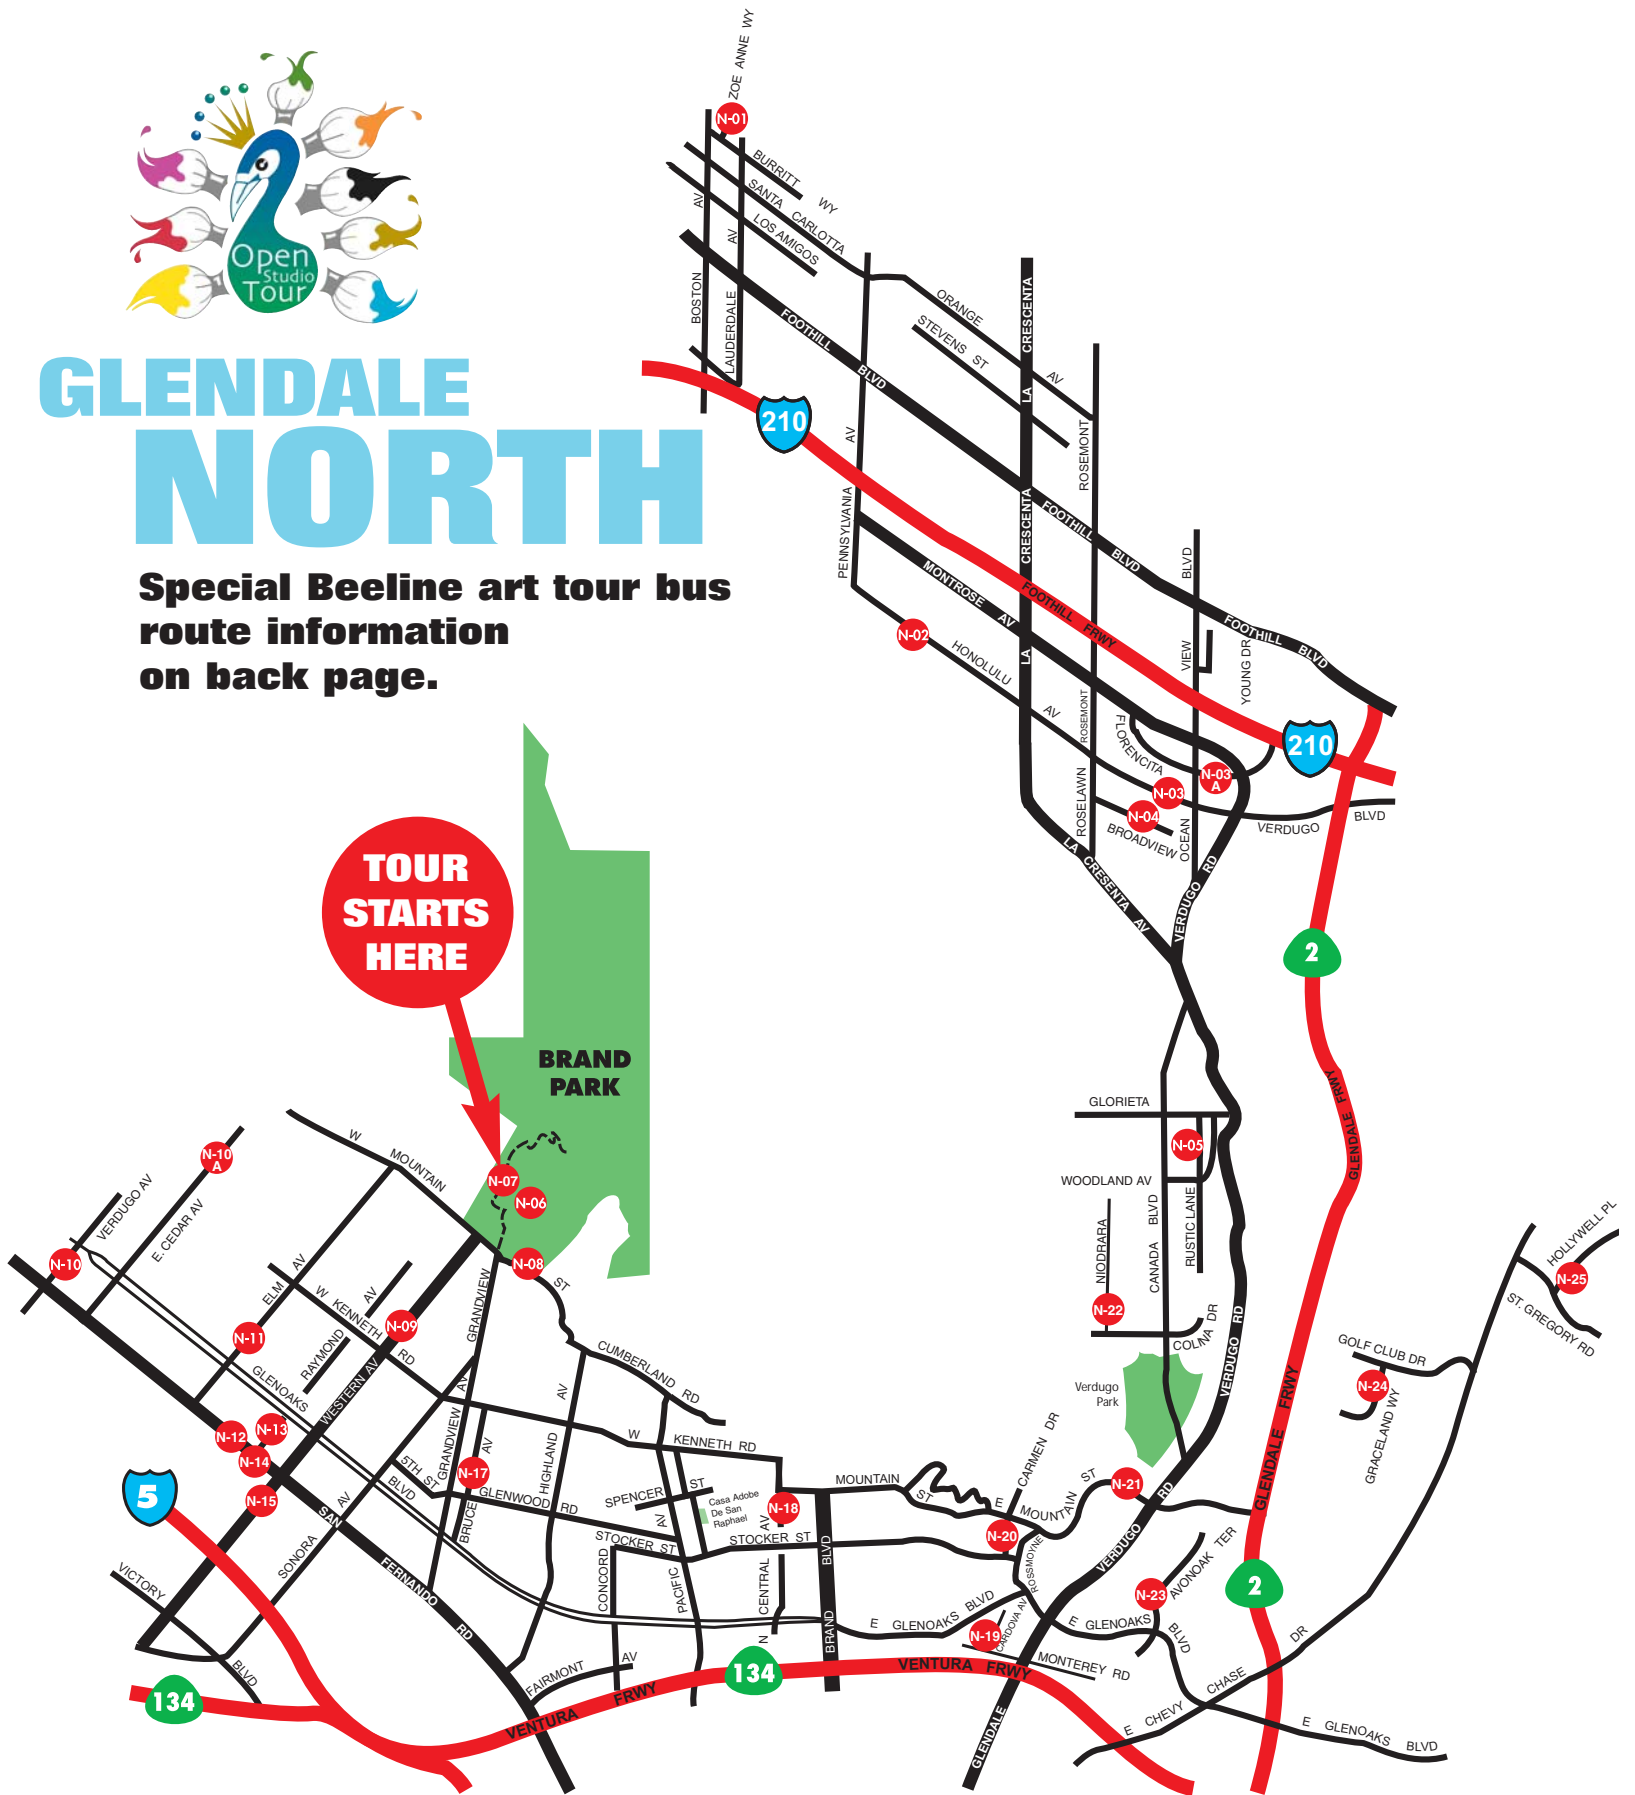 Open
Studio
Tour
GLENDALE
NORTH
Special Beeline art tour bus
route information
on back page.
ZOE ANNE WY
N-01
BURRITT WY
SANTA CARLOTTA
LOS AMIGOS
BOSTON AV
LAUDERDALE AV
ORANGE AV
STEVENS ST
FOOTHILL BLVD
LA CRESCENTA
210
PENNSYLVANIA AV
ROSEMONT
LA CRESCENTA
FOOTHILL BLVD
MONTROSE AV
FOOTHILL FRWY
N-02
HONOLULU AV
ROSEMONT
OCEAN VIEW BLVD
YOUNG DR
FOOTHILL BLVD
FLORENCITA
210
N-03
A
N-03
N-04
ROSELAWN
BROADVIEW
VERDUGO BLVD
LA CRESENTA AV
VERDUGO RD
2
TOUR
STARTS
HERE
BRAND
PARK
N-07
N-06
N-08
GLORIETA
N-05
WOODLAND AV
NIODRARA
CANADA BLVD
RUSTIC LANE
GLENDALE FRWY
N-22
COLINA DR
VERDUGO RD
Verdugo
Park
HOLLYWELL PL
N-25
ST. GREGORY RD
GOLF CLUB DR
N-24
GRACELAND WY
W MOUNTAIN ST
N-10
A
VERDUGO AV
E. CEDAR AV
N-10
ELM AV
W KENNETH RD
RAYMOND AV
N-09
N-11
GLENOAKS BLVD
WESTERN AV
GRANDVIEW AV
GRANDVIEW
CUMBERLAND RD
N-12
N-13
N-14
N-15
5
5TH ST
N-17
BRUCE AV
GLENWOOD RD
HIGHLAND AV
W KENNETH RD
SPENCER ST
Casa Adobe
De San
Raphael
N-18
STOCKER ST
STOCKER ST
MOUNTAIN ST
E MOUNTAIN ST
CARMEN DR
N-21
N-20
ROSSMOYNE
VERDUGO RD
GLENDALE FRWY
SAN FERNANDO RD
SONORA AV
VICTORY BLVD
CONCORD
PACIFIC AV
N CENTRAL AV
BRAND BLVD
E GLENOAKS BLVD
N-19
CARDOVA AV
E GLENOAKS BLVD
N-23
AVONOAK TER
2
MONTEREY RD
134
FAIRMONT AV
VENTURA FRWY
134
VENTURA FRWY
GLENDALE
E CHEVY CHASE DR
E GLENOAKS BLVD